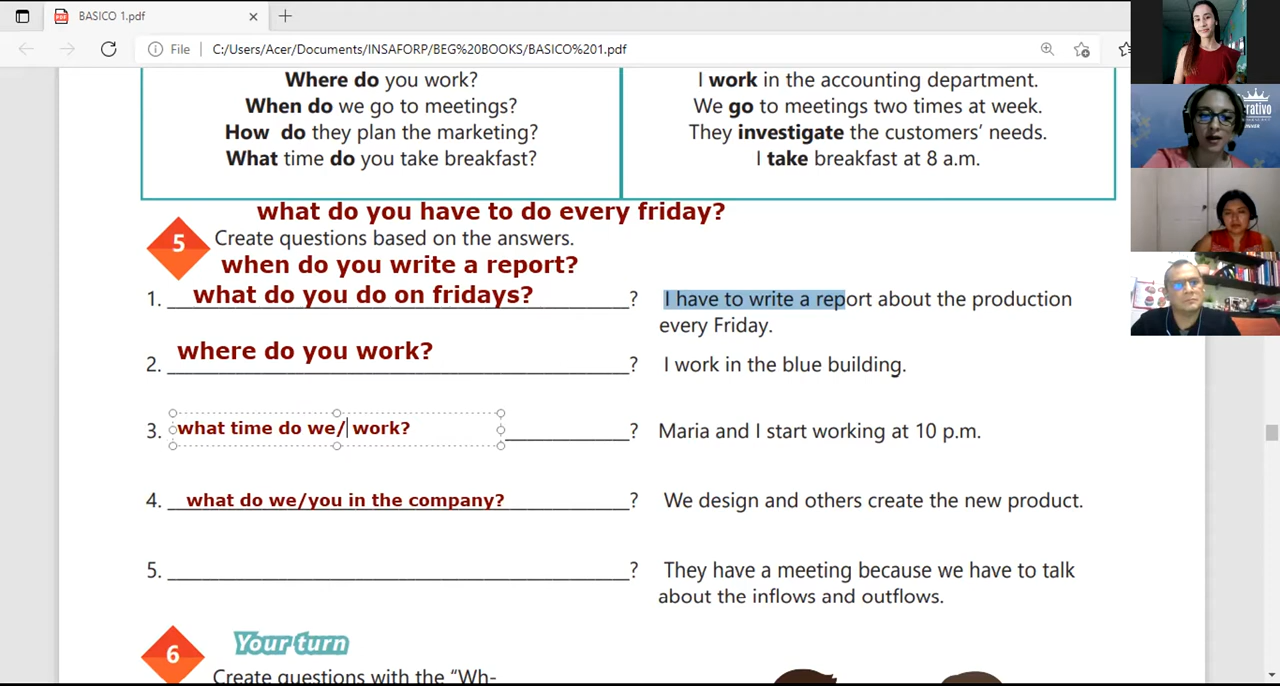 BASICO 1.pdf
File C:/Users/Acer/Documents/INSAFORP/BEG%20BOOKS/BASICO%201.pdf
Where do you work? I work in the accounting department.
When do we go to meetings? We go to meetings two times at week.
How do they plan the marketing? They investigate the customers' needs.
What time do you take breakfast? I take breakfast at 8 a.m.
what do you have to do every friday?
5 Create questions based on the answers.
when do you write a report?
1. what do you do on fridays? ? I have to write a report about the production
every Friday.
2. where do you work? ? I work in the blue building.
3. what time do we/ work? ? Maria and I start working at 10 p.m.
4. what do we/you in the company? ? We design and others create the new product.
5. ? They have a meeting because we have to talk
about the inflows and outflows.
6 Your turn
Create questions with the "Wh-